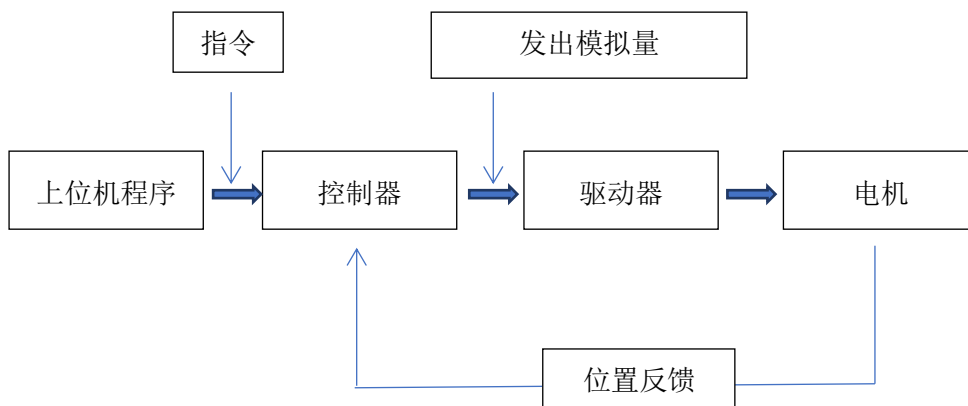 指令
发出模拟量
上位机程序
控制器
驱动器
电机
位置反馈